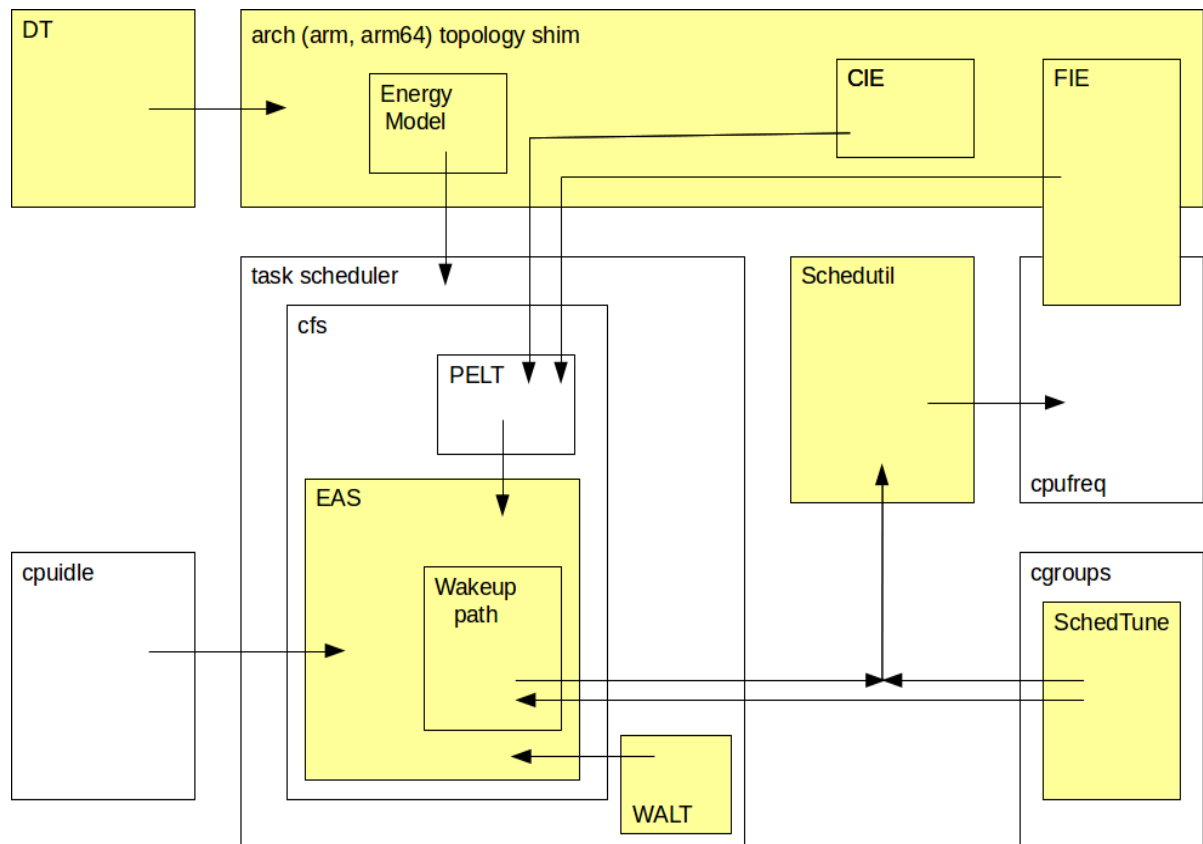 DT
arch (arm, arm64) topology shim
Energy
Model
CIE
FIE
task scheduler
cfs
PELT
Schedutil
cpufreq
EAS
Wakeup
path
cpuidle
cgroups
SchedTune
WALT